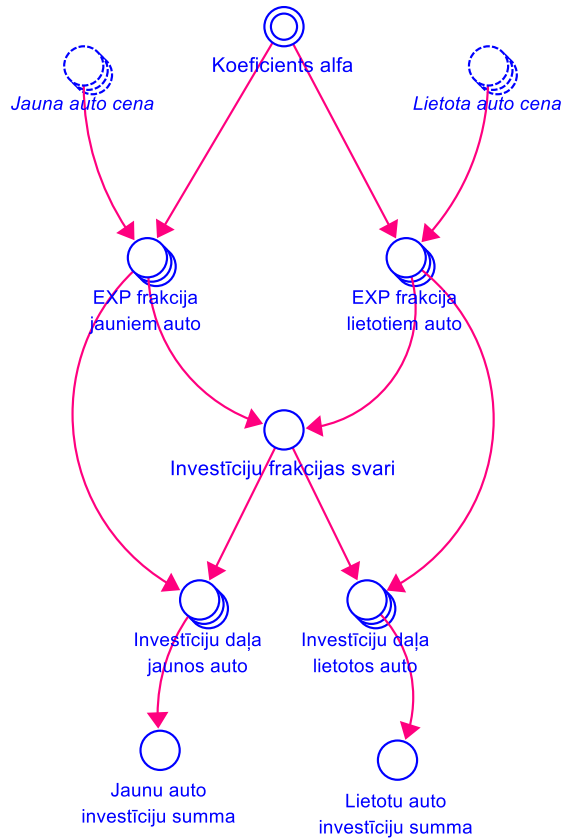 Koeficients alfa
Jauna auto cena
Lietota auto cena
EXP frakcija
jauniem auto
EXP frakcija
lietotiem auto
Investīciju frakcijas svari
Investīciju daļa
jaunos auto
Investīciju daļa
lietotos auto
Jaunu auto
investīciju summa
Lietotu auto
investīciju summa